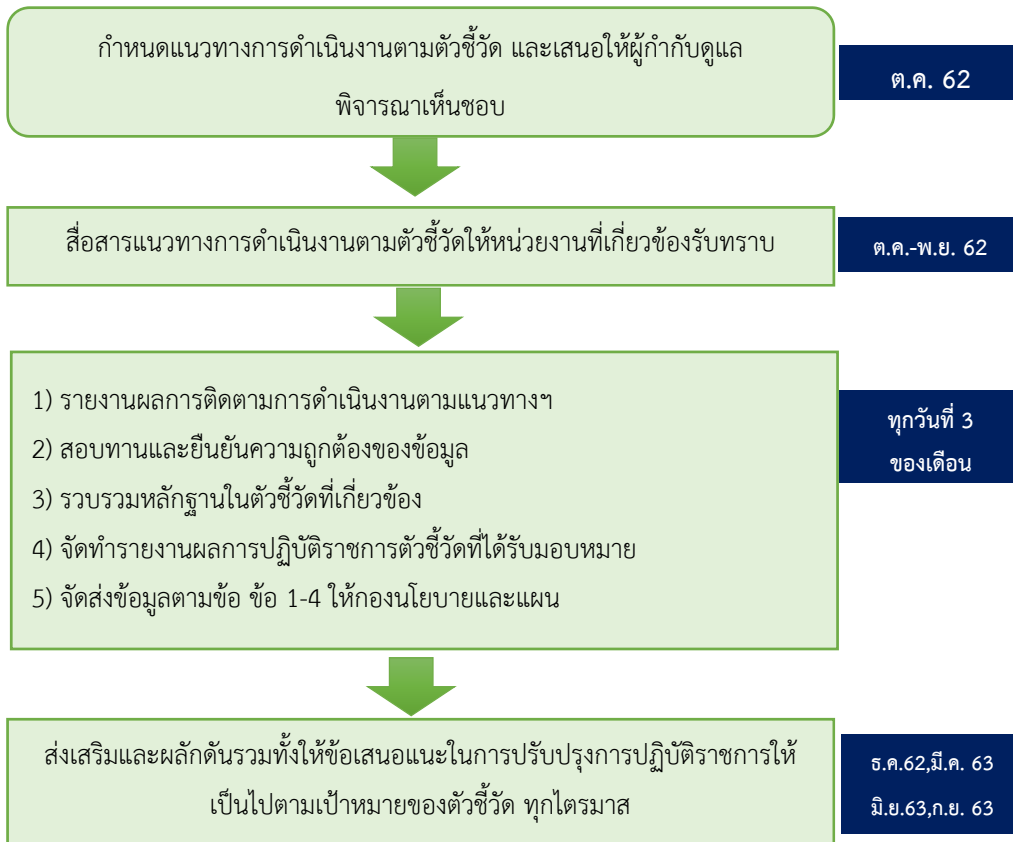 กำหนดแนวทางการดำเนินงานตามตัวชี้วัด และเสนอให้ผู้กำกับดูแล
พิจารณาเห็นชอบ
ต.ค. 62
สื่อสารแนวทางการดำเนินงานตามตัวชี้วัดให้หน่วยงานที่เกี่ยวข้องรับทราบ
ต.ค.-พ.ย. 62
1) รายงานผลการติดตามการดำเนินงานตามแนวทางฯ
2) สอบทานและยืนยันความถูกต้องของข้อมูล
3) รวบรวมหลักฐานในตัวชี้วัดที่เกี่ยวข้อง
4) จัดทำรายงานผลการปฏิบัติราชการตัวชี้วัดที่ได้รับมอบหมาย
5) จัดส่งข้อมูลตามข้อ ข้อ 1-4 ให้กองนโยบายและแผน
ทุกวันที่ 3
ของเดือน
ส่งเสริมและผลักดันรวมทั้งให้ข้อเสนอแนะในการปรับปรุงการปฏิบัติราชการให้
เป็นไปตามเป้าหมายของตัวชี้วัด ทุกไตรมาส
ธ.ค.62,มี.ค. 63
มิ.ย.63,ก.ย. 63